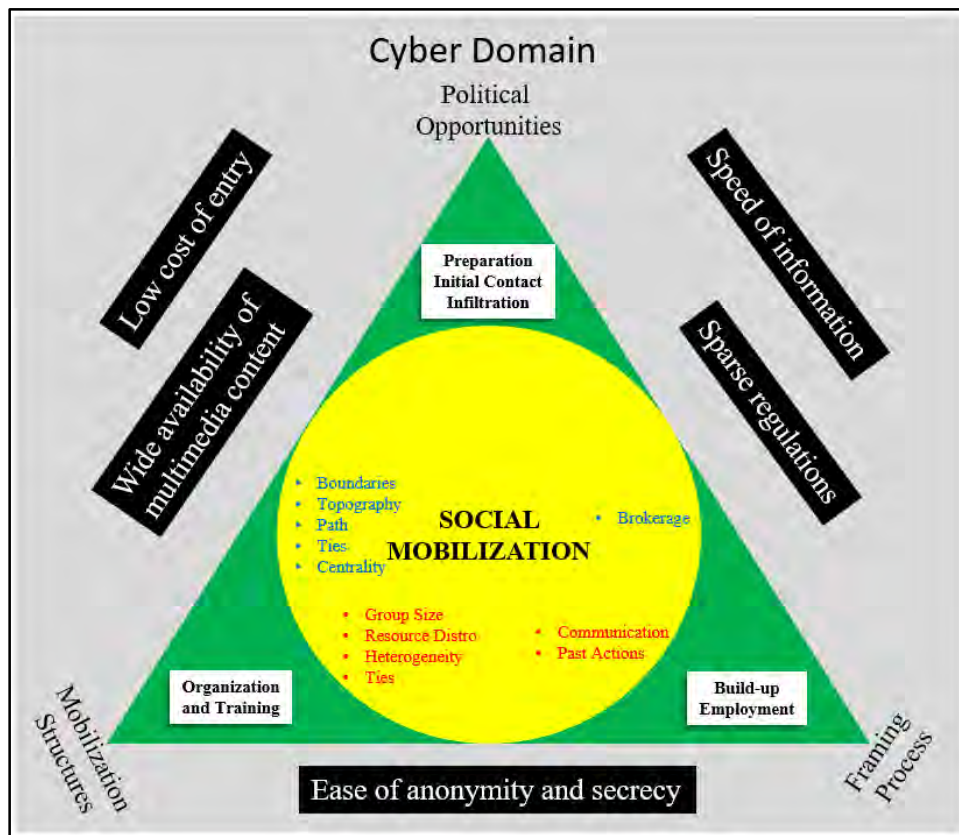 Cyber Domain
Political
Opportunities
Low cost of entry
Speed of information
Preparation
Initial Contact
Infiltration
Wide availability of
multimedia content
Sparse regulations
• Boundaries
• Topography
• Path
• Ties
• Centrality
SOCIAL
MOBILIZATION
• Brokerage
• Group Size
• Resource Distro
• Heterogeneity
• Ties
• Communication
• Past Actions
Organization
and Training
Build-up
Employment
Mobilization
Structures
Framing
Process
Ease of anonymity and secrecy